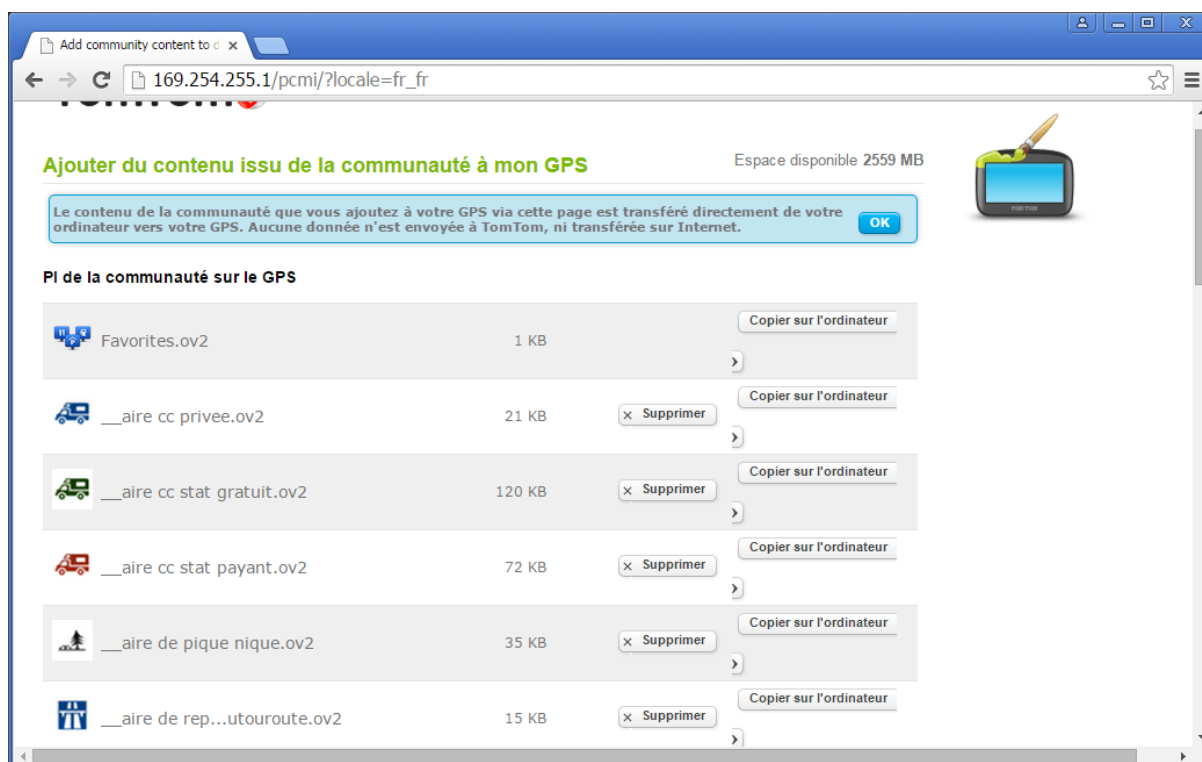 Add community content to d
169.254.255.1/pcmi/?locale=fr_fr
TomTom
Ajouter du contenu issu de la communauté à mon GPS
Espace disponible 2559 MB
Le contenu de la communauté que vous ajoutez à votre GPS via cette page est transféré directement de votre
ordinateur vers votre GPS. Aucune donnée n'est envoyée à TomTom, ni transférée sur Internet.
OK
PI de la communauté sur le GPS
Favorites.ov2 1 KB Copier sur l'ordinateur
__aire cc privee.ov2 21 KB Supprimer Copier sur l'ordinateur
__aire cc stat gratuit.ov2 120 KB Supprimer Copier sur l'ordinateur
__aire cc stat payant.ov2 72 KB Supprimer Copier sur l'ordinateur
__aire de pique nique.ov2 35 KB Supprimer Copier sur l'ordinateur
__aire de rep...utouroute.ov2 15 KB Supprimer Copier sur l'ordinateur